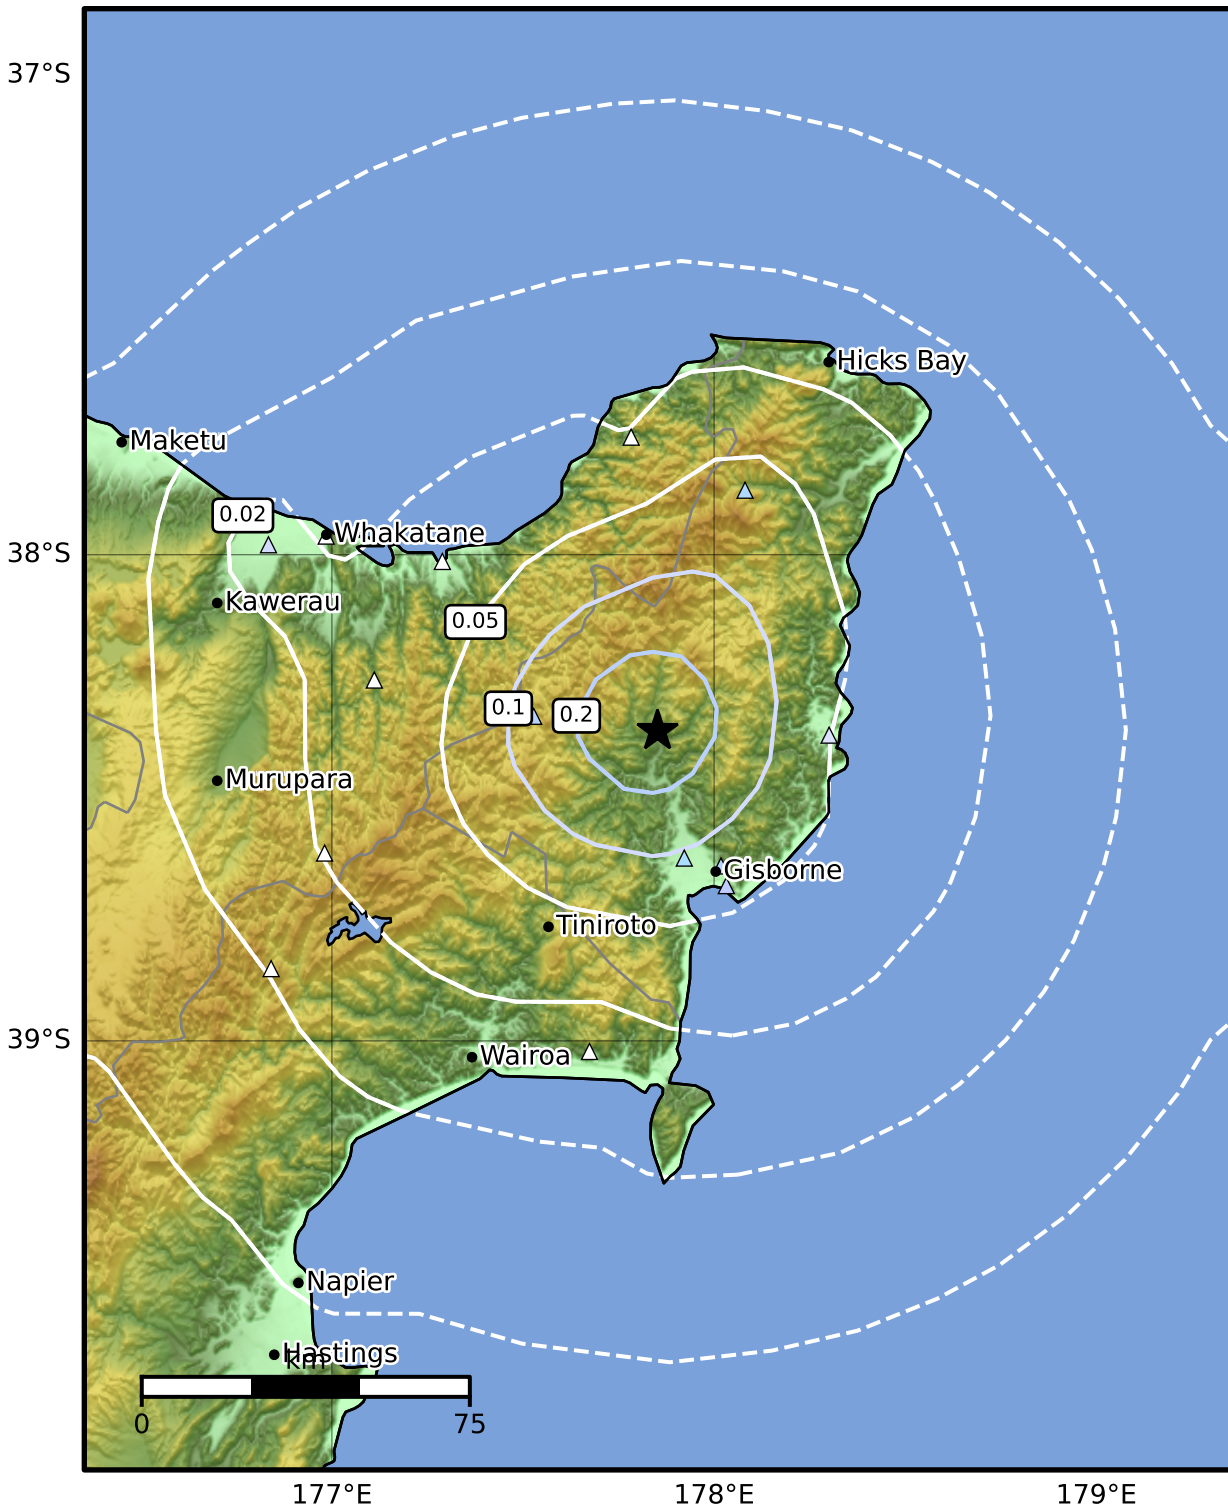 37°S
Hicks Bay
Maketu
0.02
Whakatane
38°S
Kawerau
0.05
0.1
0.2
Murupara
Gisborne
Tiniroto
39°S
Wairoa
Napier
Hastings
km
0
75
177°E
178°E
179°E